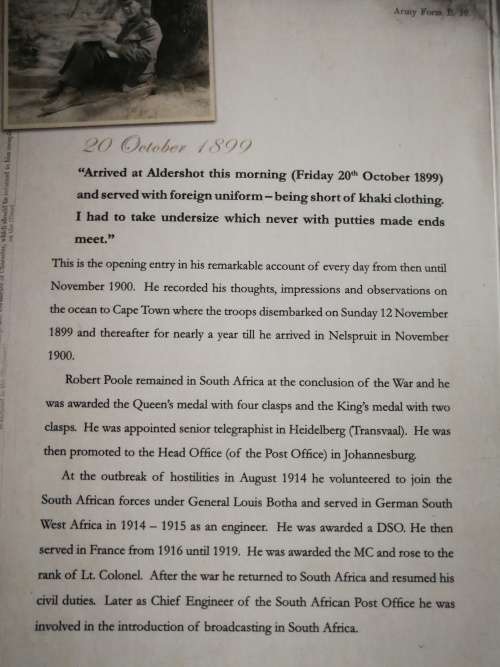 Army Form B. 10.
20 October 1899
“Arrived at Aldershot this morning (Friday 20th October 1899)
and served with foreign uniform – being short of khaki clothing.
I had to take undersize which never with putties made ends
meet.”
This is the opening entry in his remarkable account of every day from then until
November 1900. He recorded his thoughts, impressions and observations on
the ocean to Cape Town where the troops disembarked on Sunday 12 November
1899 and thereafter for nearly a year till he arrived in Nelspruit in November
1900.
Robert Poole remained in South Africa at the conclusion of the War and he
was awarded the Queen’s medal with four clasps and the King’s medal with two
clasps. He was appointed senior telegraphist in Heidelberg (Transvaal). He was
then promoted to the Head Office (of the Post Office) in Johannesburg.
At the outbreak of hostilities in August 1914 he volunteered to join the
South African forces under General Louis Botha and served in German South
West Africa in 1914 – 1915 as an engineer. He was awarded a DSO. He then
served in France from 1916 until 1919. He was awarded the MC and rose to the
rank of Lt. Colonel. After the war he returned to South Africa and resumed his
civil duties. Later as Chief Engineer of the South African Post Office he was
involved in the introduction of broadcasting in South Africa.